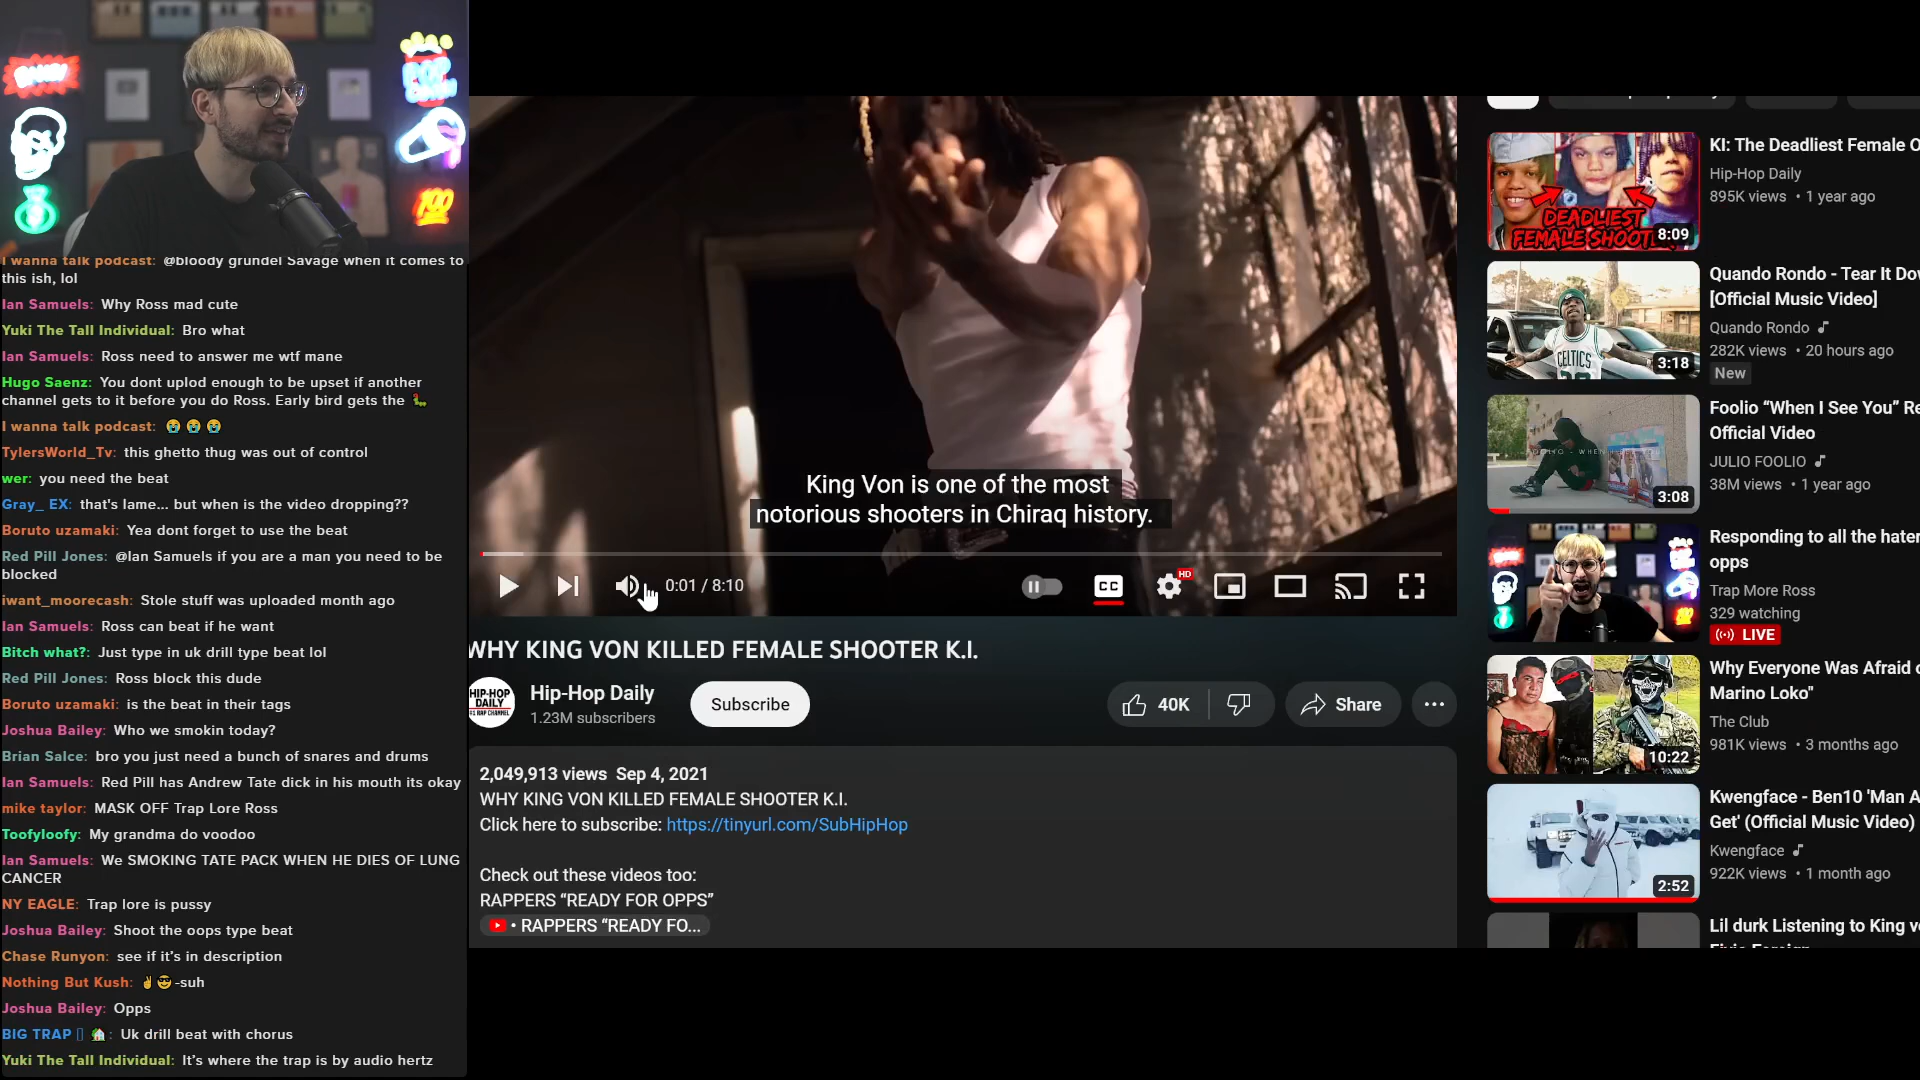 I wanna talk podcast: @bloody grundel Savage when it comes to
this ish, lol
Ian Samuels: Why Ross mad cute
Yuki The Tall Individual: Bro what
Ian Samuels: Ross need to answer me wtf mane
Hugo Saenz: You dont uplod enough to be upset if another
channel gets to it before you do Ross. Early bird gets the 🐛
I wanna talk podcast: 😭 😭 😭
TylersWorld_Tv: this ghetto thug was out of control
wer: you need the beat
Gray_ EX: that's lame... but when is the video dropping??
Boruto uzamaki: Yea dont forget to use the beat
Red Pill Jones: @Ian Samuels if you are a man you need to be
blocked
iwant_moorecash: Stole stuff was uploaded month ago
Ian Samuels: Ross can beat if he want
Bitch what?: Just type in uk drill type beat lol
Red Pill Jones: Ross block this dude
Boruto uzamaki: is the beat in their tags
Joshua Bailey: Who we smokin today?
Brian Salce: bro you just need a bunch of snares and drums
Ian Samuels: Red Pill has Andrew Tate dick in his mouth its okay
mike taylor: MASK OFF Trap Lore Ross
Toofyloofy: My grandma do voodoo
Ian Samuels: We SMOKING TATE PACK WHEN HE DIES OF LUNG
CANCER
NY EAGLE: Trap lore is pussy
Joshua Bailey: Shoot the oops type beat
Chase Runyon: see if it's in description
Nothing But Kush: ✌😎-suh
Joshua Bailey: Opps
BIG TRAP 🏠: Uk drill beat with chorus
Yuki The Tall Individual: It's where the trap is by audio hertz
King Von is one of the most
notorious shooters in Chiraq history.
0:01 / 8:10
CC
HD
WHY KING VON KILLED FEMALE SHOOTER K.I.
HIP-HOP
DAILY
Hip-Hop Daily
1.23M subscribers
Subscribe
40K
Share
2,049,913 views Sep 4, 2021
WHY KING VON KILLED FEMALE SHOOTER K.I.
Click here to subscribe: https://tinyurl.com/SubHipHop
Check out these videos too:
RAPPERS “READY FOR OPPS”
• RAPPERS “READY FO...
DEADLIEST
FEMALE SHOOT
8:09
KI: The Deadliest Female O
Hip-Hop Daily
895K views • 1 year ago
CELTICS
3:18
Quando Rondo - Tear It Dow
[Official Music Video]
Quando Rondo
282K views • 20 hours ago
New
3:08
Foolio “When I See You” Re
Official Video
JULIO FOOLIO
38M views • 1 year ago
Responding to all the hater
opps
Trap More Ross
329 watching
LIVE
10:22
Why Everyone Was Afraid o
Marino Loko"
The Club
981K views • 3 months ago
2:52
Kwengface - Ben10 'Man A
Get' (Official Music Video)
Kwengface
922K views • 1 month ago
Lil durk Listening to King v
100